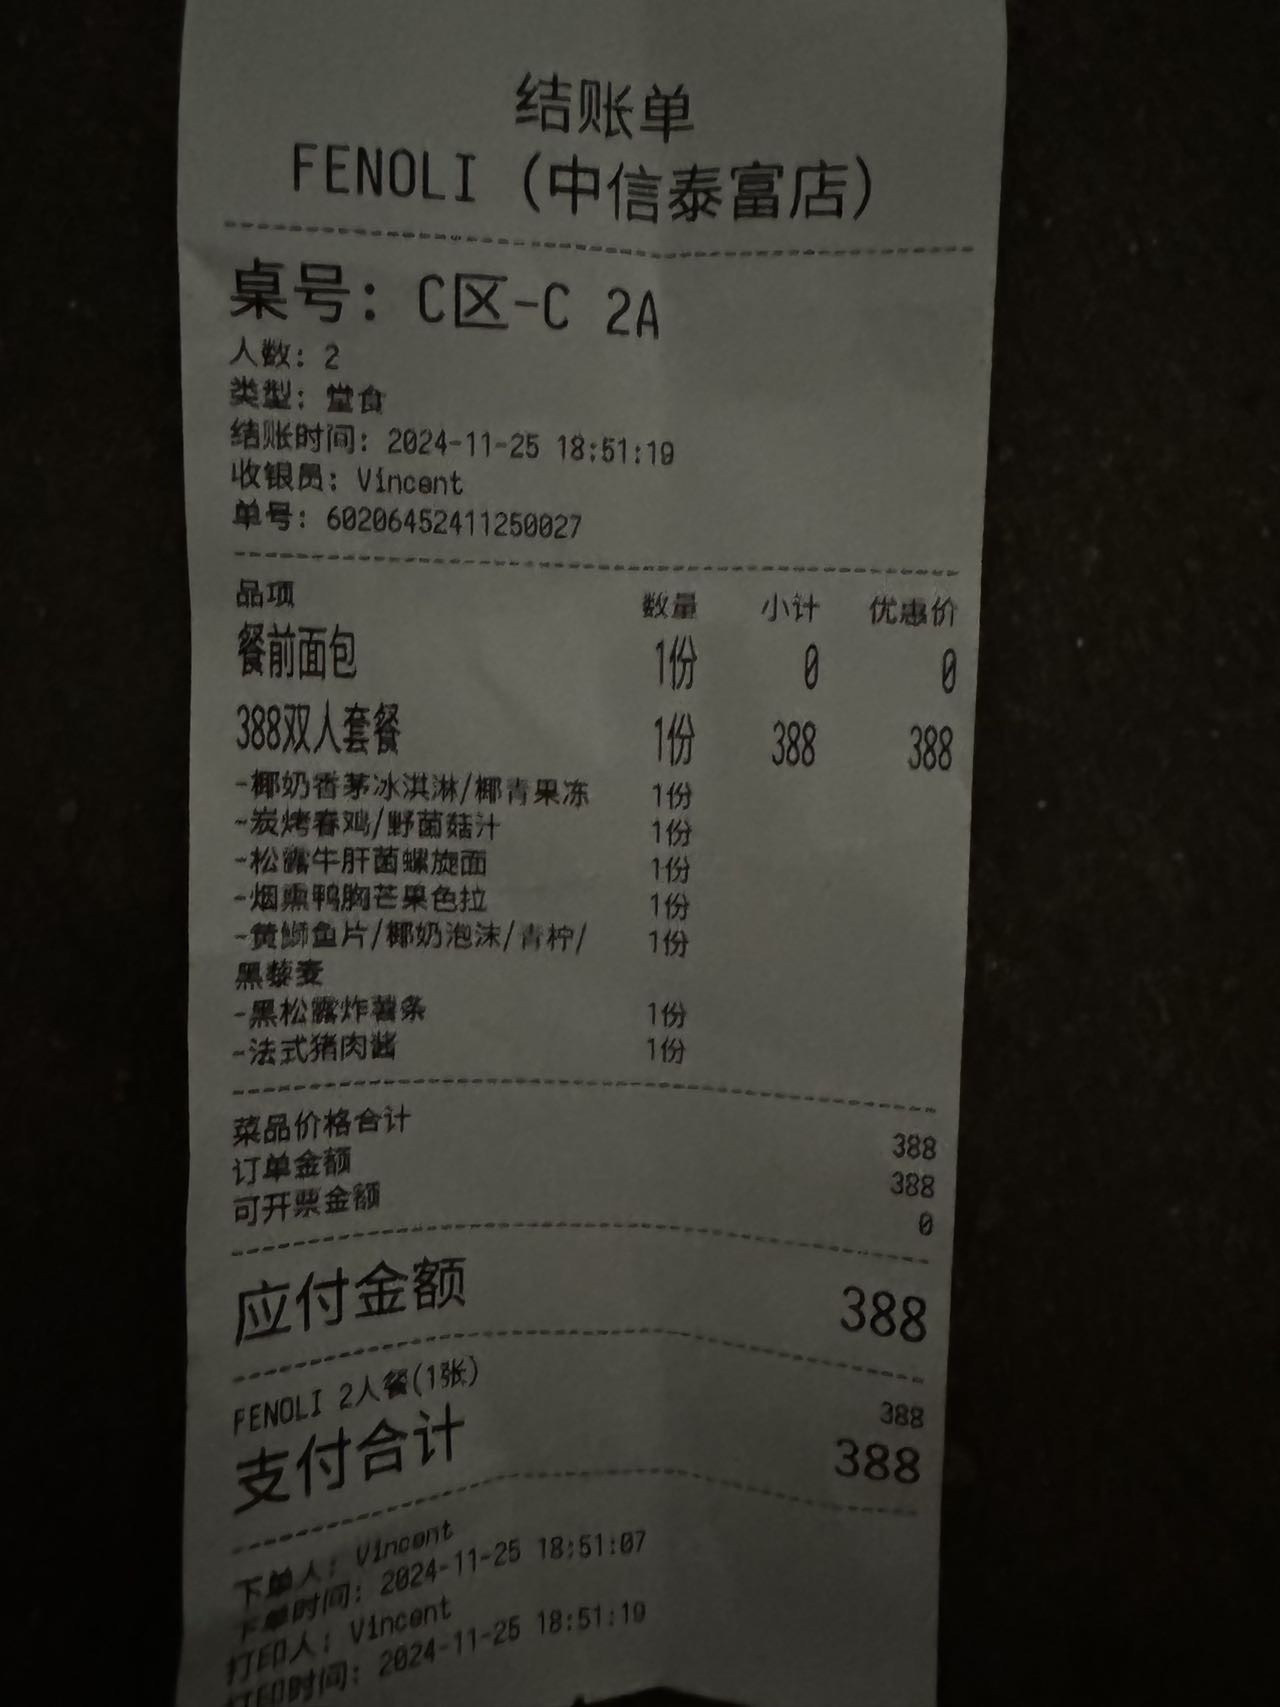 结账单
FENOLI (中信泰富店)
桌号: C区-C 2A
人数: 2
类型: 堂食
结账时间: 2024-11-25 18:51:19
收银员: Vincent
单号: 60206452411250027
品项 数量 小计 优惠价
餐前面包 1份 0 0
388双人套餐 1份 388 388
-椰奶香茅冰淇淋/椰青果冻 1份
-炭烤春鸡/野菌菇汁 1份
-松露牛肝菌螺旋面 1份
-烟熏鸭胸芒果色拉 1份
-黄鰤鱼片/椰奶泡沫/青柠/ 1份
黑藜麦
-黑松露炸薯条 1份
-法式猪肉酱 1份
菜品价格合计 388
订单金额 388
可开票金额 0
应付金额 388
FENOLI 2人餐(1张) 388
支付合计 388
下单人: Vincent
下单时间: 2024-11-25 18:51:07
打印人: Vincent
打印时间: 2024-11-25 18:51:19